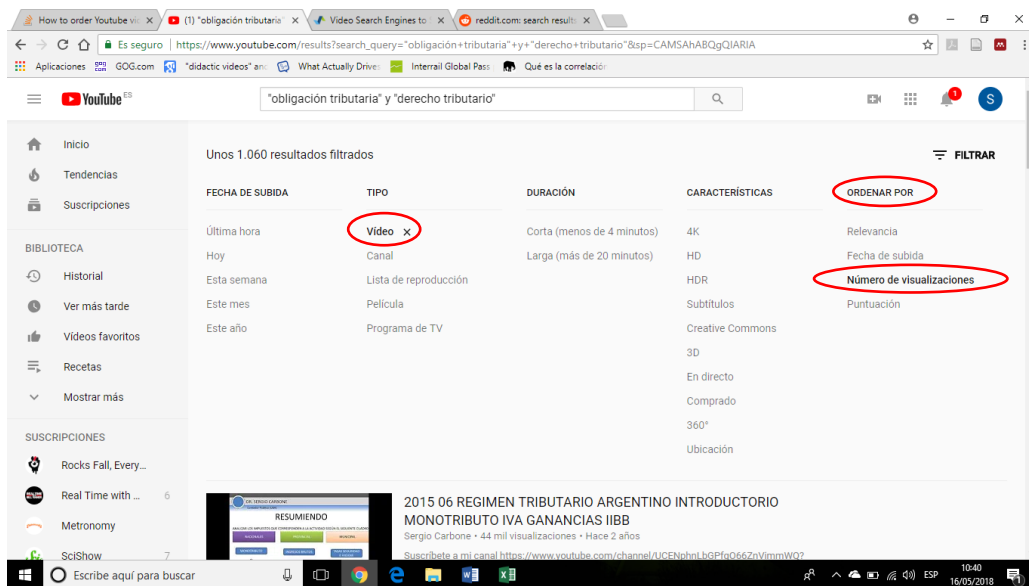 How to order Youtube vic
(1) "obligación tributaria"
Video Search Engines to
reddit.com: search results
Es seguro
https://www.youtube.com/results?search_query="obligación+tributaria"+y+"derecho+tributario"&sp=CAMSAhABQgQIARIA
Aplicaciones
GOG.com
"didactic videos" an
What Actually Drive
Interrail Global Pass
Qué es la correlación
YouTube ES
"obligación tributaria" y "derecho tributario"
1
S
Inicio
Tendencias
Suscripciones
BIBLIOTECA
Historial
Ver más tarde
Vídeos favoritos
Recetas
Mostrar más
SUSCRIPCIONES
Rocks Fall, Every...
Real Time with ... 6
Metronomy
SciShow 7
Unos 1.060 resultados filtrados
FILTRAR
FECHA DE SUBIDA
Última hora
Hoy
Esta semana
Este mes
Este año
TIPO
Vídeo ×
Canal
Lista de reproducción
Película
Programa de TV
DURACIÓN
Corta (menos de 4 minutos)
Larga (más de 20 minutos)
CARACTERÍSTICAS
4K
HD
HDR
Subtítulos
Creative Commons
3D
En directo
Comprado
360°
Ubicación
ORDENAR POR
Relevancia
Fecha de subida
Número de visualizaciones
Puntuación
DR. SERGIO CARBONE
RESUMIENDO
2015 06 REGIMEN TRIBUTARIO ARGENTINO INTRODUCTORIO
MONOTRIBUTO IVA GANANCIAS IIBB
Sergio Carbone • 44 mil visualizaciones • Hace 2 años
Suscríbete a mi canal https://www.youtube.com/channel/UCENphnLbGPfqO66ZnVimmWQ?
Escribe aquí para buscar
ESP
10:40
16/05/2018